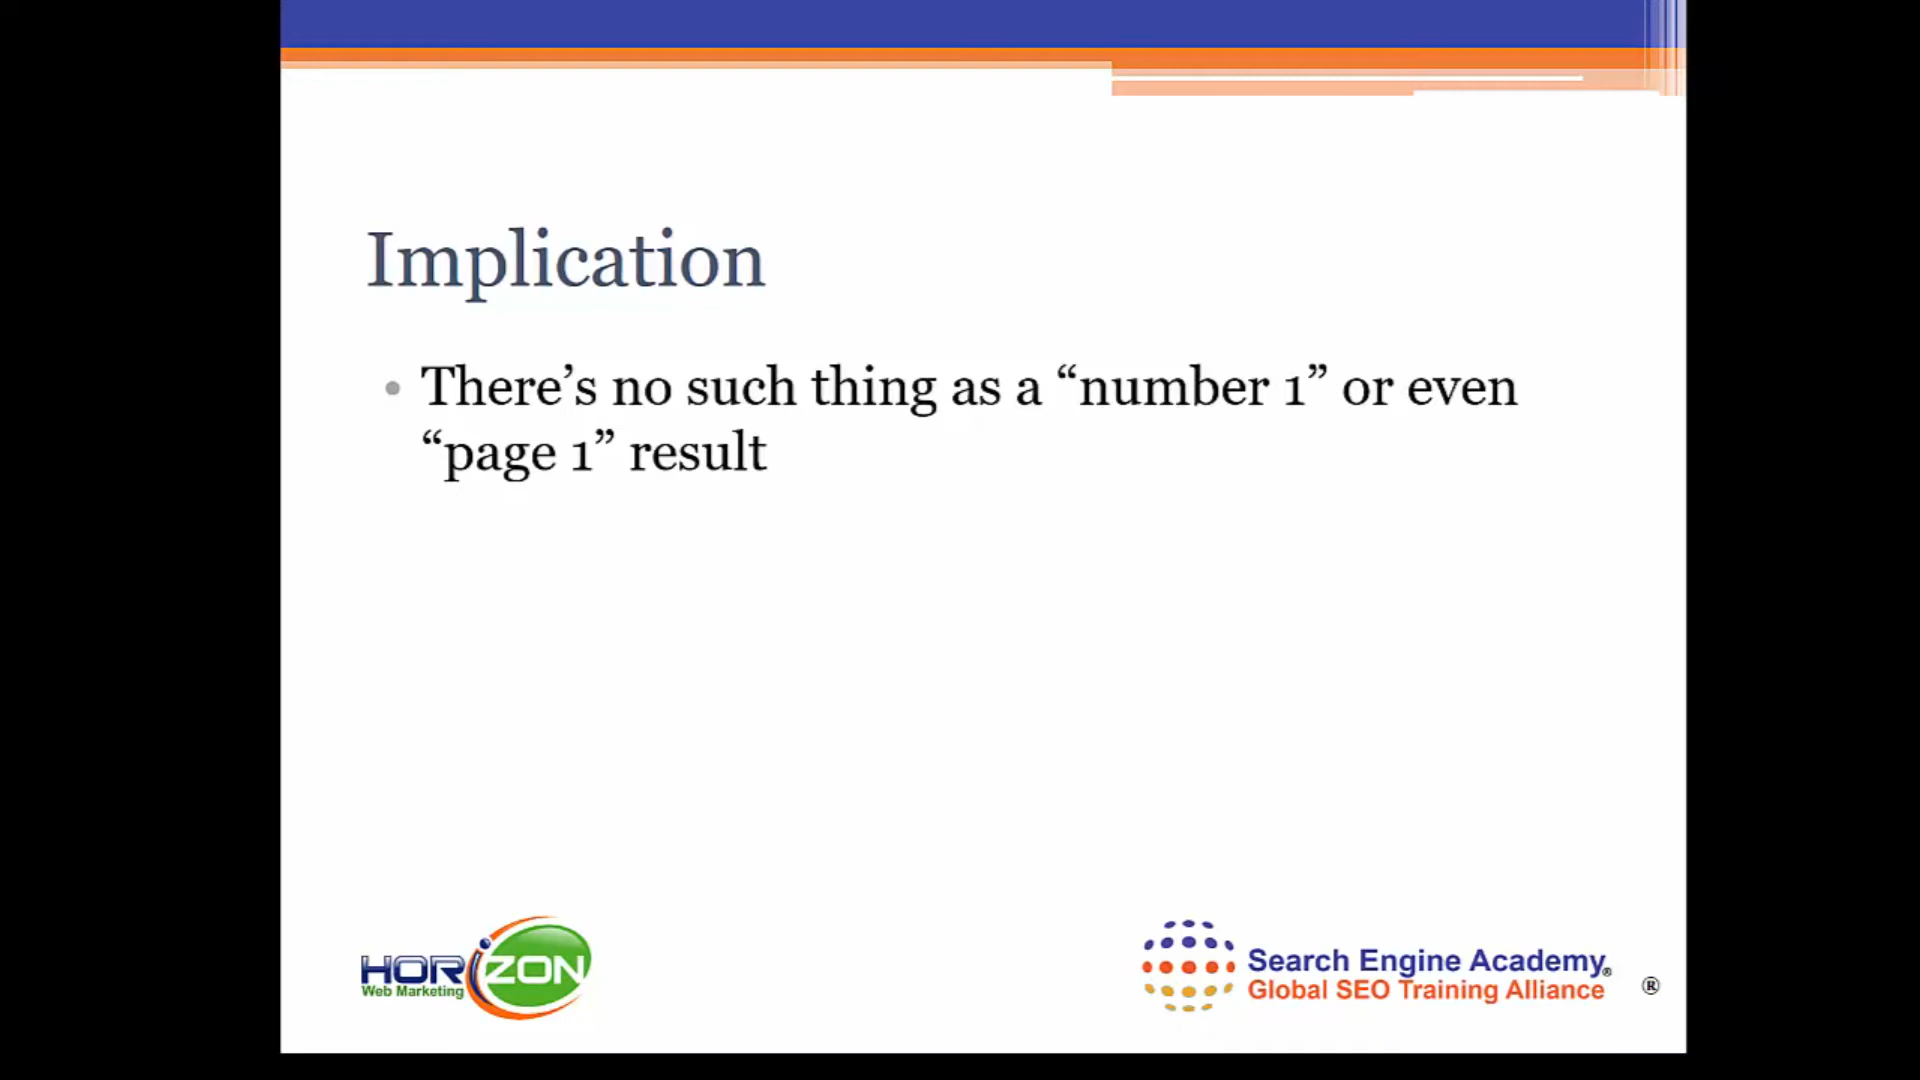 Implication
• There’s no such thing as a “number 1” or even
“page 1” result
HORiZON
Web Marketing
Search Engine Academy®
Global SEO Training Alliance ®